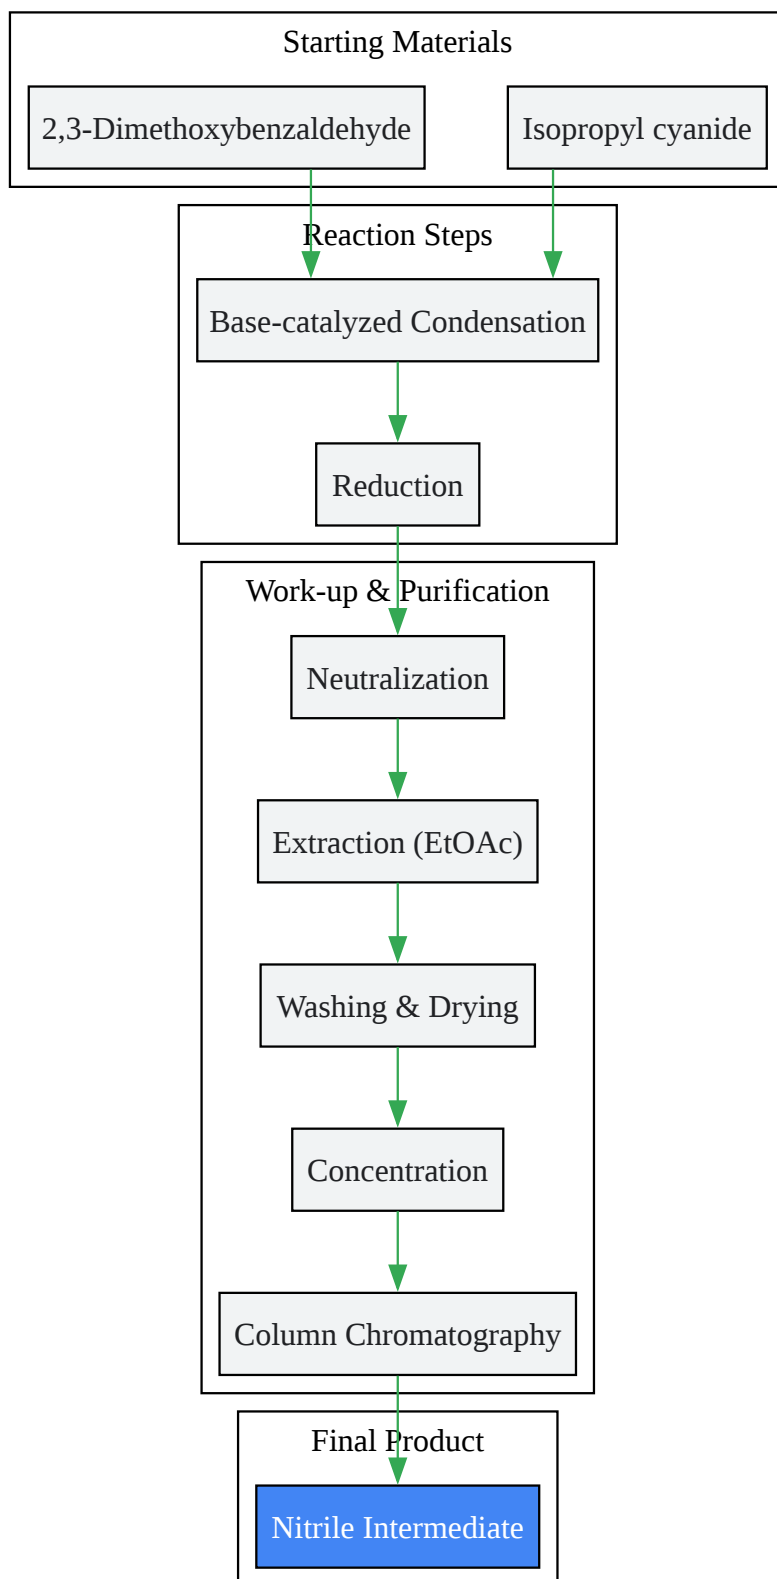 Starting Materials
2,3-Dimethoxybenzaldehyde
Isopropyl cyanide
Reaction Steps
Base-catalyzed Condensation
Reduction
Work-up & Purification
Neutralization
Extraction (EtOAc)
Washing & Drying
Concentration
Column Chromatography
Final Product
Nitrile Intermediate